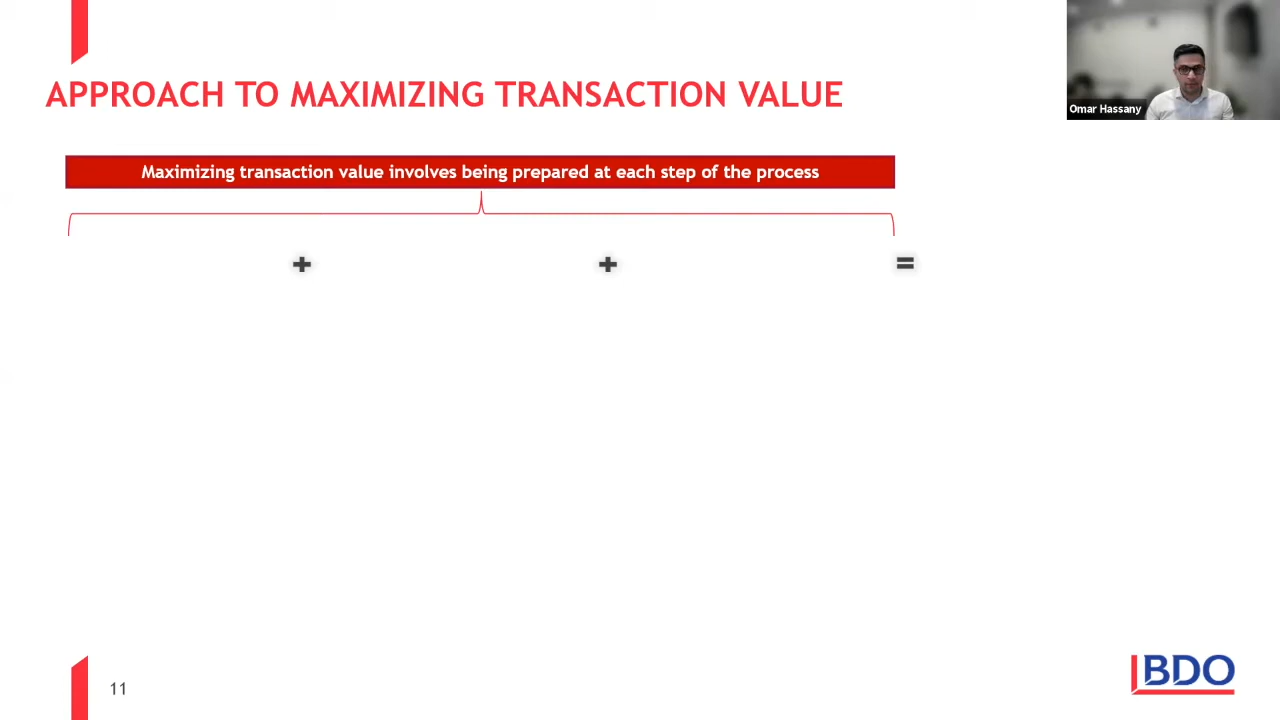 APPROACH TO MAXIMIZING TRANSACTION VALUE
Omar Hassany
Maximizing transaction value involves being prepared at each step of the process
+ + =
11
BDO